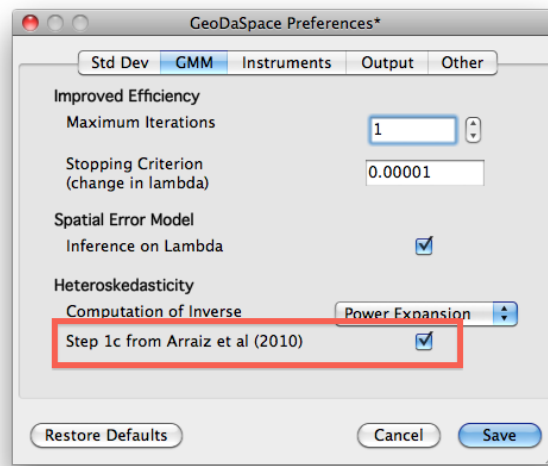 GeoDaSpace Preferences*
Std Dev GMM Instruments Output Other
Improved Efficiency
Maximum Iterations 1
Stopping Criterion 0.00001
(change in lambda)
Spatial Error Model
Inference on Lambda
Heteroskedasticity
Computation of Inverse Power Expansion
Step 1c from Arraiz et al (2010)
Restore Defaults Cancel Save